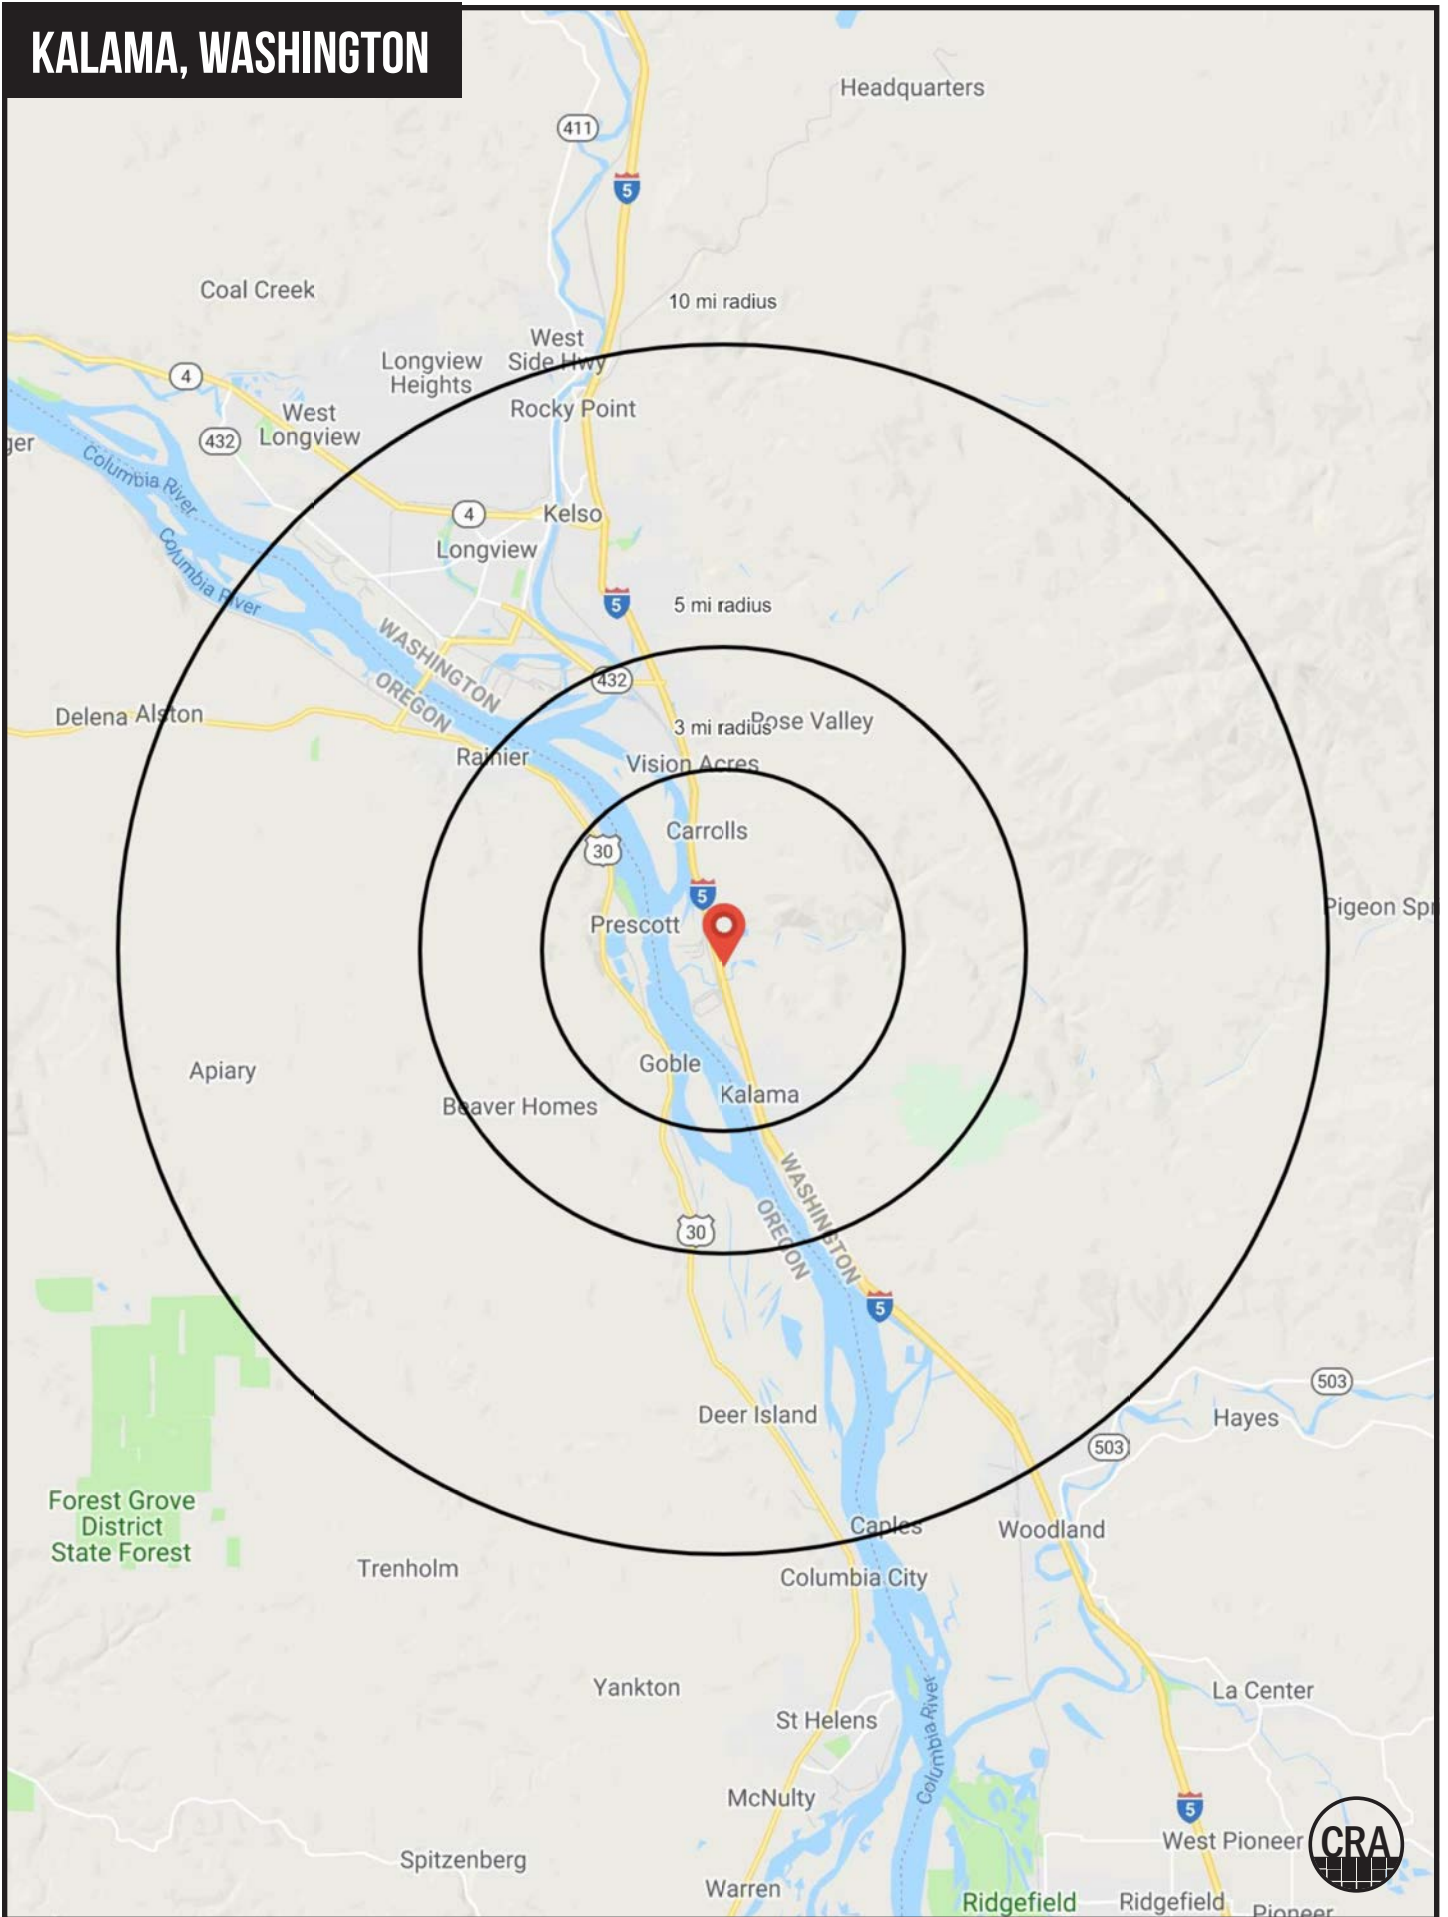 KALAMA, WASHINGTON
Headquarters
411
5
Coal Creek
10 mi radius
West
Side Hwy
Longview
Heights
4
Rocky Point
West
Longview
432
ger
Columbia River
4
Kelso
Longview
Columbia River
5
5 mi radius
WASHINGTON
OREGON
432
Delena
Alston
3 mi radius
Rose Valley
Rainier
Vision Acres
Carrolls
30
5
Prescott
Pigeon Spr
Goble
Apiary
Kalama
Beaver Homes
WASHINGTON
OREGON
30
5
503
Deer Island
Hayes
503
Forest Grove
District
State Forest
Caples
Woodland
Trenholm
Columbia City
Yankton
La Center
St Helens
Columbia River
McNulty
5
West Pioneer
CRA
Spitzenberg
Warren
Ridgefield
Ridgefield
Pioneer